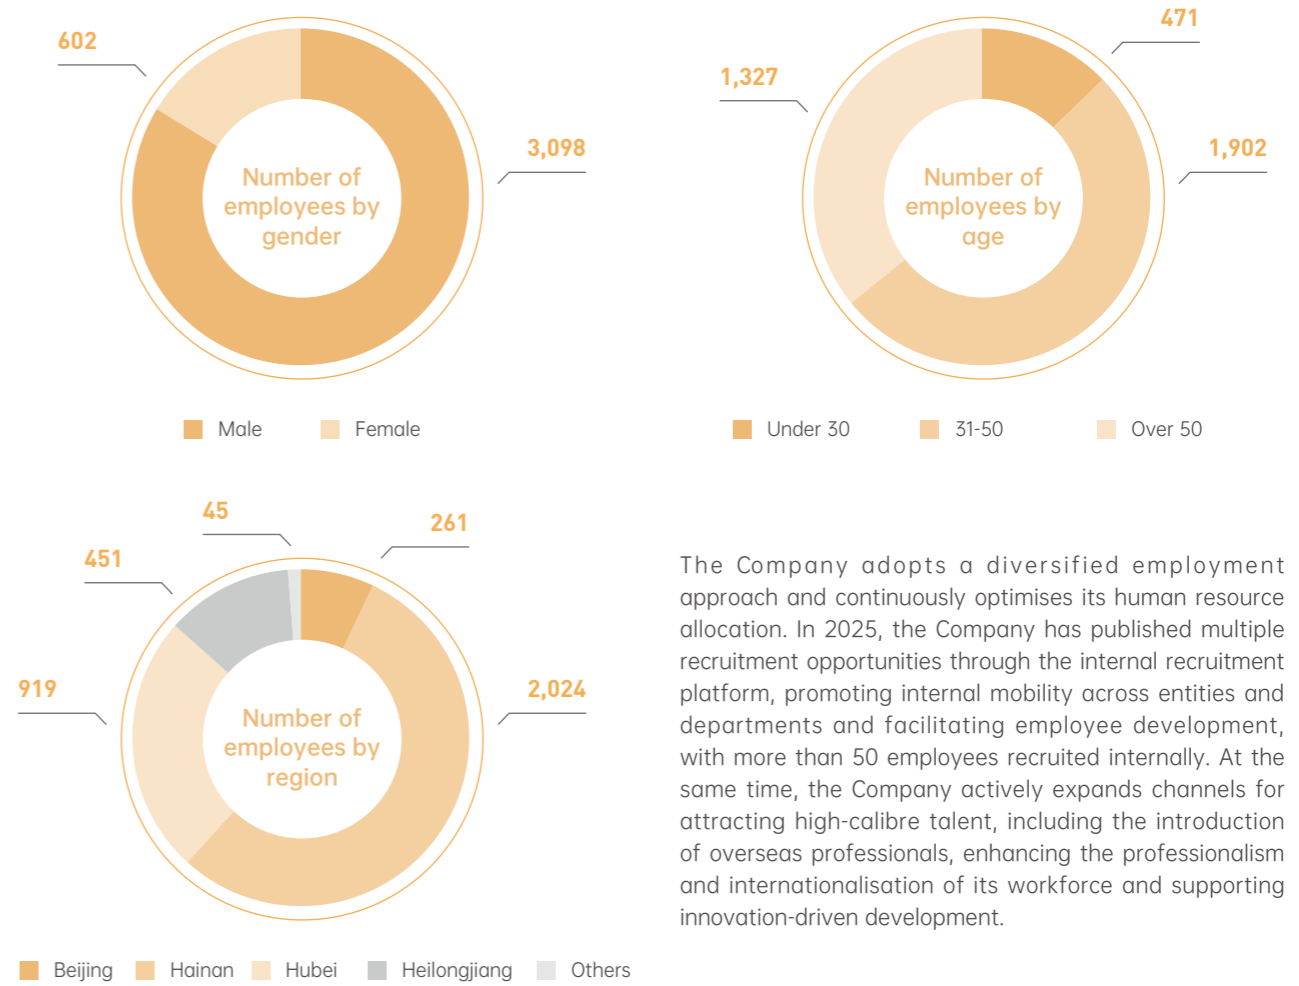 602
3,098
Number of
employees by
gender
Male
Female
471
1,327
1,902
Number of
employees by
age
Under 30
31-50
Over 50
45
261
451
919
2,024
Number of
employees by
region
Beijing
Hainan
Hubei
Heilongjiang
Others
The Company adopts a diversified employment
approach and continuously optimises its human resource
allocation. In 2025, the Company has published multiple
recruitment opportunities through the internal recruitment
platform, promoting internal mobility across entities and
departments and facilitating employee development,
with more than 50 employees recruited internally. At the
same time, the Company actively expands channels for
attracting high-calibre talent, including the introduction
of overseas professionals, enhancing the professionalism
and internationalisation of its workforce and supporting
innovation-driven development.